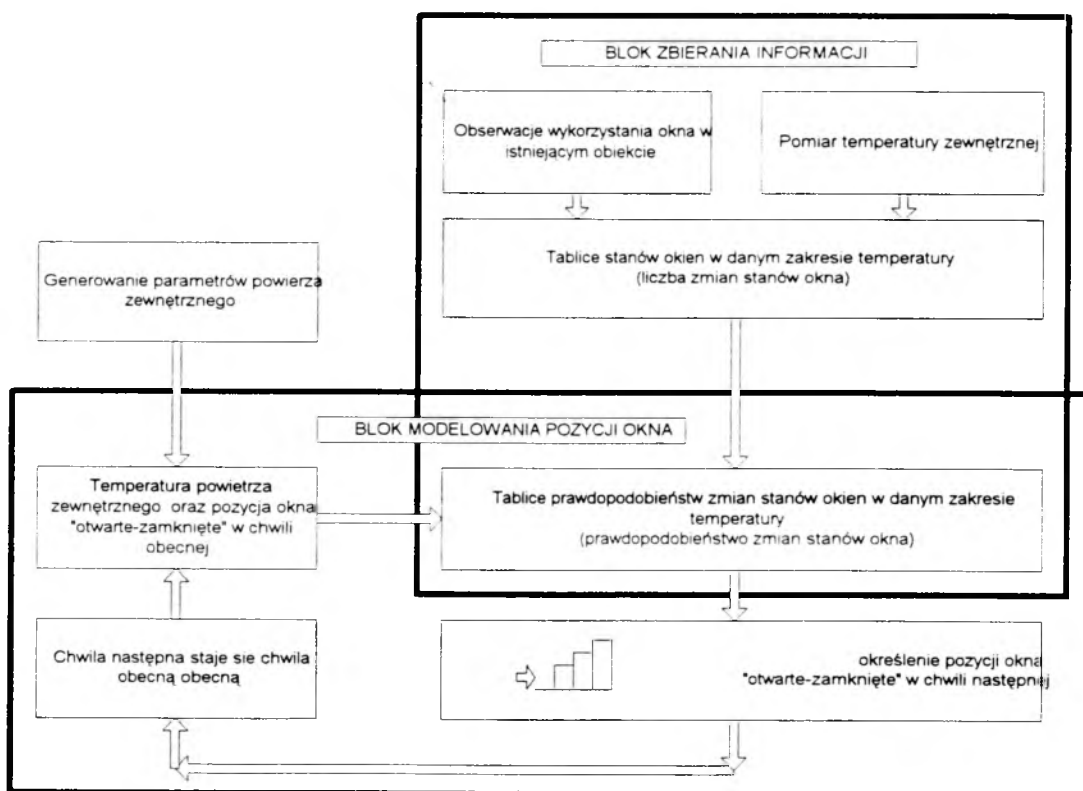 BLOK ZBIERANIA INFORMACJI
Obserwacje wykorzystania okna w
istniejącym obiekcie
Pomiar temperatury zewnętrznej
Tablice stanów okien w danym zakresie temperatury
(liczba zmian stanów okna)
Generowanie parametrów powierza
zewnętrznego
BLOK MODELOWANIA POZYCJI OKNA
Temperatura powietrza
zewnętrznego oraz pozycja okna
"otwarte-zamknięte" w chwili
obecnej
Tablice prawdopodobieństw zmian stanów okien w danym zakresie
temperatury
(prawdopodobieństwo zmian stanów okna)
Chwila następna staje sie chwila
obecną obecną
określenie pozycji okna
"otwarte-zamknięte" w chwili następnej